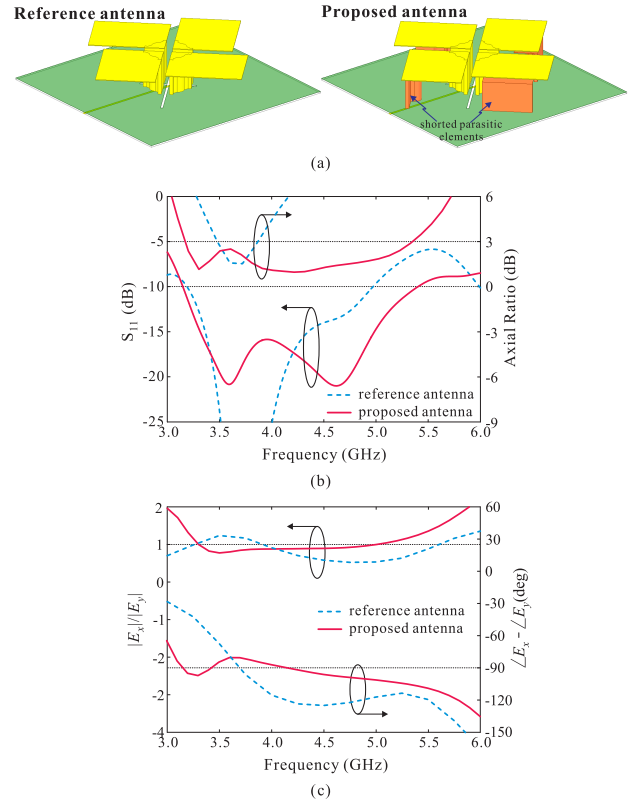 Reference antenna
Proposed antenna
shorted parasitic
elements
(a)
0
-5
-10
-15
-20
-25
S11 (dB)
6
3
0
-3
-6
-9
Axial Ratio (dB)
reference antenna
proposed antenna
3.0 3.5 4.0 4.5 5.0 5.5 6.0
Frequency (GHz)
(b)
2
1
0
-1
-2
-2
-4
|Ex|/|Ey|
60
30
0
-30
-60
-90
-120
-150
∠Ex - ∠Ey(deg)
reference antenna
proposed antenna
3.0 3.5 4.0 4.5 5.0 5.5 6.0
Frequency (GHz)
(c)